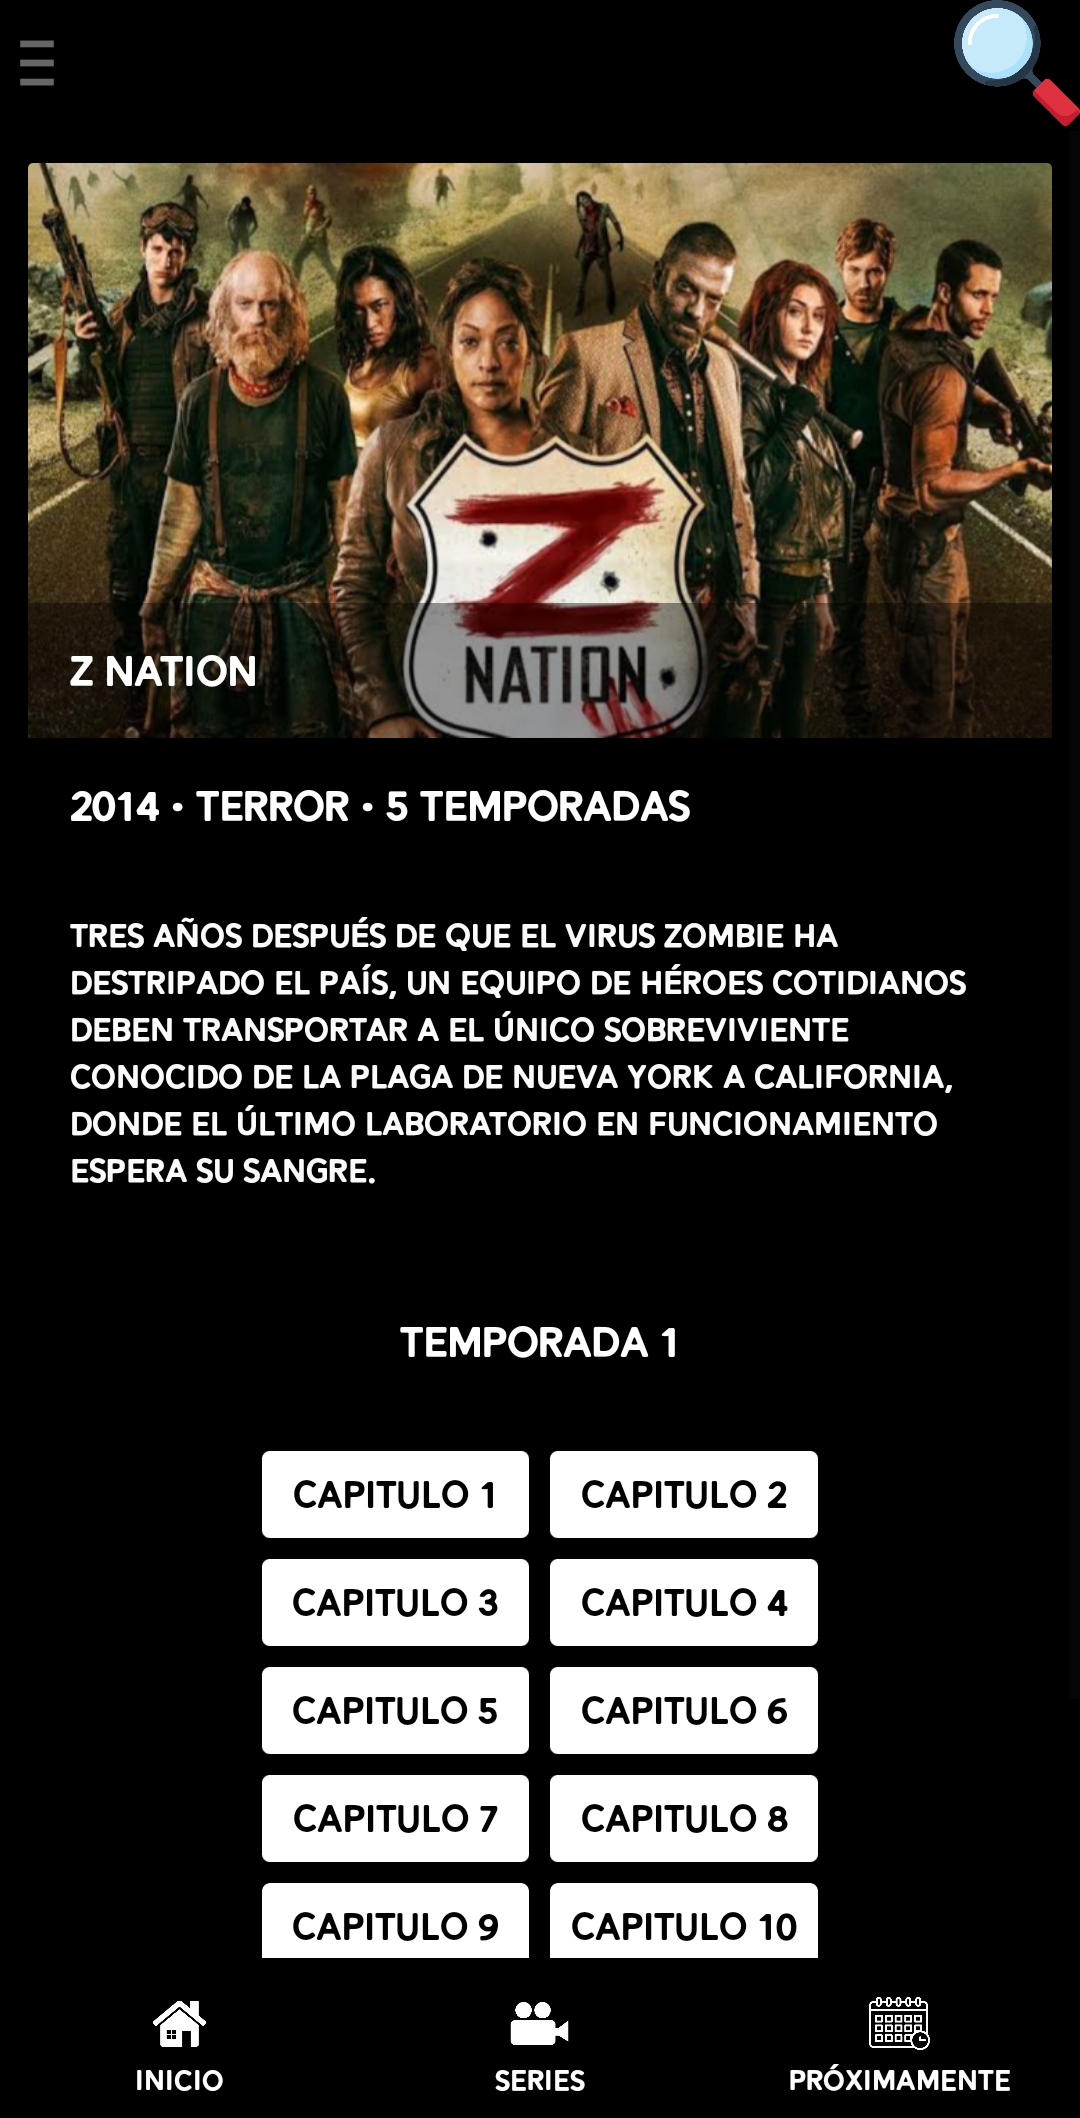 Z
NATION
Z NATION
2014 • TERROR • 5 TEMPORADAS
TRES AÑOS DESPUÉS DE QUE EL VIRUS ZOMBIE HA
DESTRIPADO EL PAÍS, UN EQUIPO DE HÉROES COTIDIANOS
DEBEN TRANSPORTAR A EL ÚNICO SOBREVIVIENTE
CONOCIDO DE LA PLAGA DE NUEVA YORK A CALIFORNIA,
DONDE EL ÚLTIMO LABORATORIO EN FUNCIONAMIENTO
ESPERA SU SANGRE.
TEMPORADA 1
CAPITULO 1 CAPITULO 2
CAPITULO 3 CAPITULO 4
CAPITULO 5 CAPITULO 6
CAPITULO 7 CAPITULO 8
CAPITULO 9 CAPITULO 10
INICIO SERIES PRÓXIMAMENTE